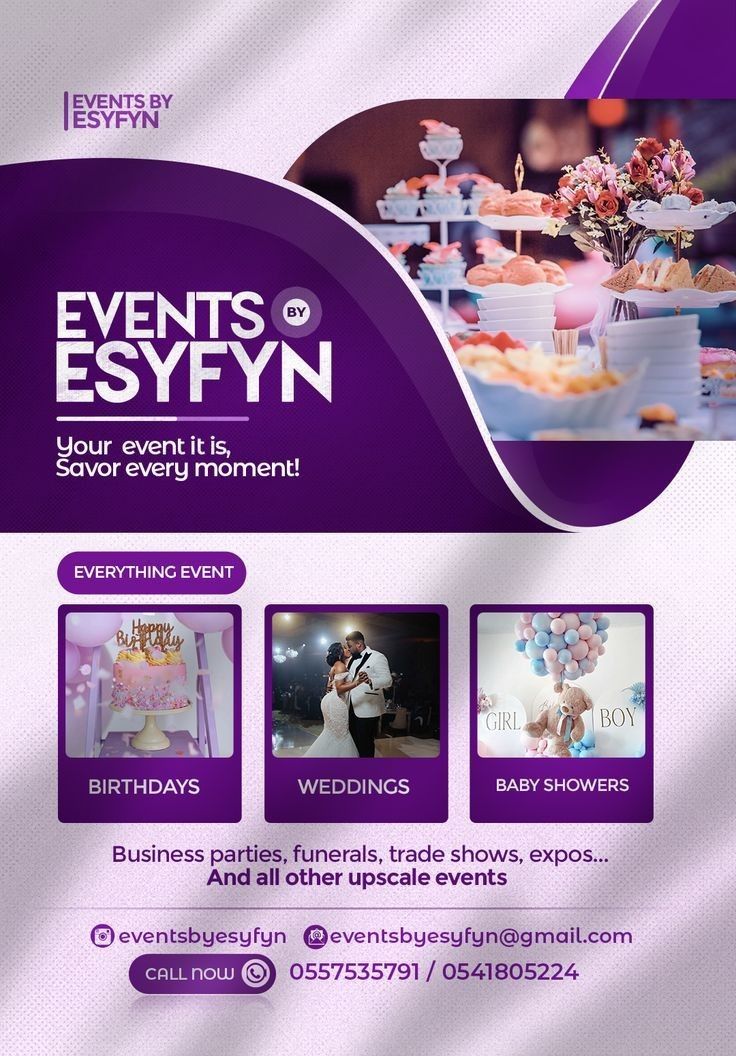 EVENTS BY
ESYFYN
EVENTS BY
ESYFYN
Your event it is,
Savor every moment!
EVERYTHING EVENT
Happy
Birthday
GIRL
BOY
BIRTHDAYS
WEDDINGS
BABY SHOWERS
Business parties, funerals, trade shows, expos...
And all other upscale events
eventsbyesyfyn eventsbyesyfyn@gmail.com
CALL NOW 0557535791 / 0541805224